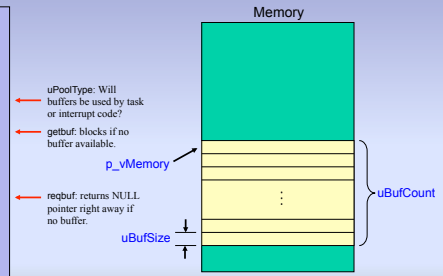 Memory
uPoolType: Will
buffers be used by task
or interrupt code?
getbuf: blocks if no
buffer available.
p_vMemory
reqbuf: returns NULL
pointer right away if
no buffer.
uBufCount
uBufSize